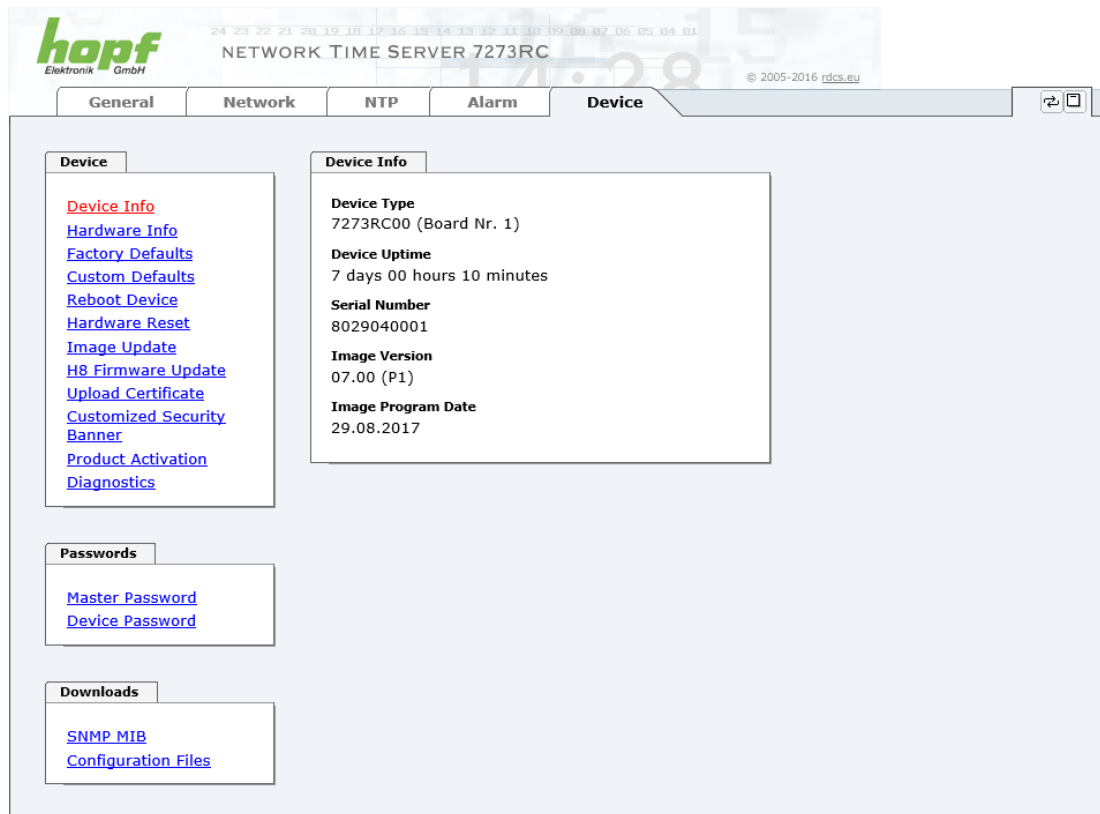 hopf
Elektronik GmbH
24 23 22 21 20 19 18 17 16 15 14 13 12 11 10 09 08 07 06 05 04 03
NETWORK TIME SERVER 7273RC
14:28
© 2005-2016 rdcs.eu
General
Network
NTP
Alarm
Device
Device
Device Info
Hardware Info
Factory Defaults
Custom Defaults
Reboot Device
Hardware Reset
Image Update
H8 Firmware Update
Upload Certificate
Customized Security
Banner
Product Activation
Diagnostics
Device Info
Device Type
7273RC00 (Board Nr. 1)
Device Uptime
7 days 00 hours 10 minutes
Serial Number
8029040001
Image Version
07.00 (P1)
Image Program Date
29.08.2017
Passwords
Master Password
Device Password
Downloads
SNMP MIB
Configuration Files